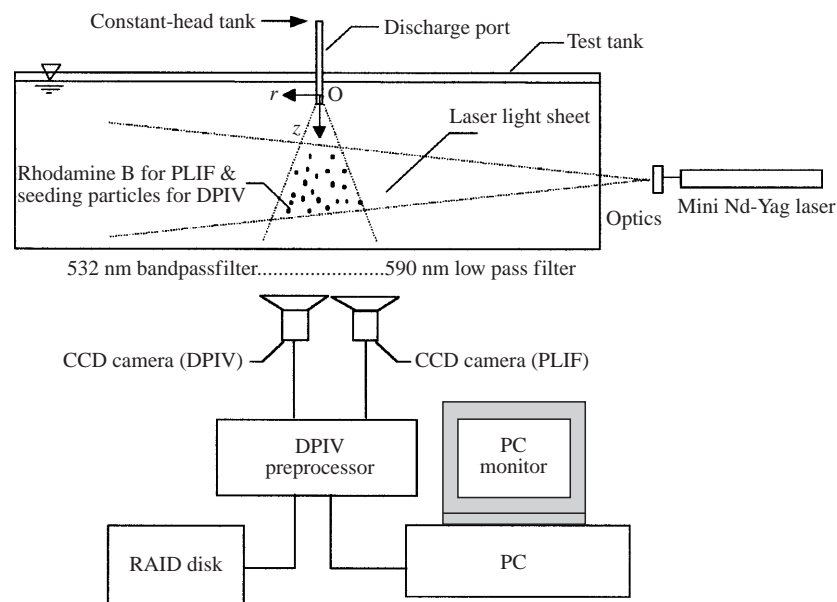 Constant-head tank
Discharge port
Test tank
r
O
z
Laser light sheet
Rhodamine B for PLIF &
seeding particles for DPIV
Optics
Mini Nd-Yag laser
532 nm bandpassfilter......................590 nm low pass filter
CCD camera (DPIV)
CCD camera (PLIF)
DPIV
preprocessor
PC
monitor
RAID disk
PC